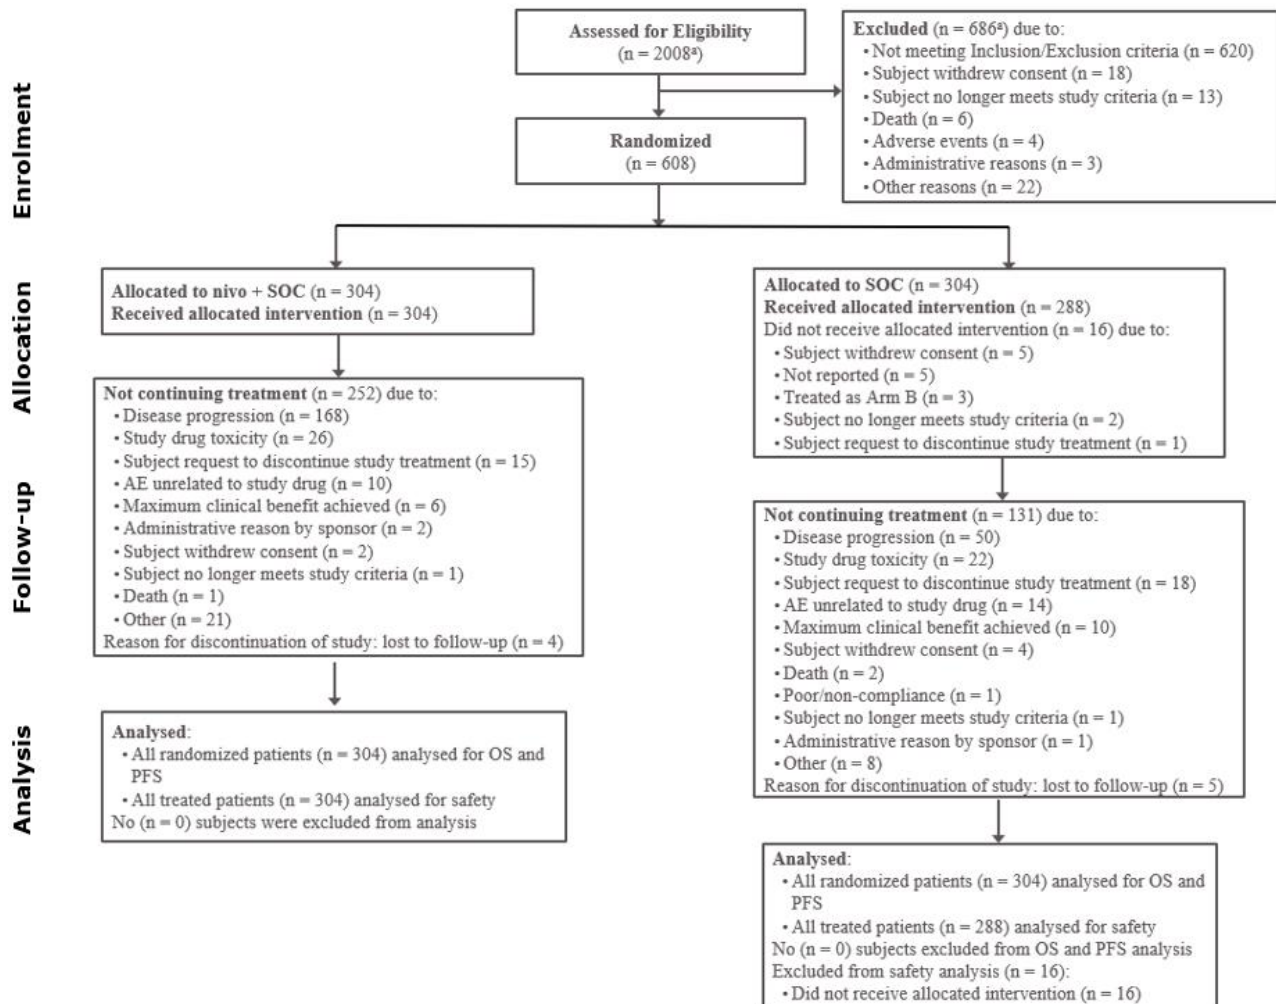 Enrolment
Assessed for Eligibility
(n = 2008ª)
Excluded (n = 686ª) due to:
• Not meeting Inclusion/Exclusion criteria (n = 620)
• Subject withdrew consent (n = 18)
• Subject no longer meets study criteria (n = 13)
• Death (n = 6)
• Adverse events (n = 4)
• Administrative reasons (n = 3)
• Other reasons (n = 22)
Randomized
(n = 608)
Allocation
Allocated to nivo + SOC (n = 304)
Received allocated intervention (n = 304)
Allocated to SOC (n = 304)
Received allocated intervention (n = 288)
Did not receive allocated intervention (n = 16) due to:
• Subject withdrew consent (n = 5)
• Not reported (n = 5)
• Treated as Arm B (n = 3)
• Subject no longer meets study criteria (n = 2)
• Subject request to discontinue study treatment (n = 1)
Follow-up
Not continuing treatment (n = 252) due to:
• Disease progression (n = 168)
• Study drug toxicity (n = 26)
• Subject request to discontinue study treatment (n = 15)
• AE unrelated to study drug (n = 10)
• Maximum clinical benefit achieved (n = 6)
• Administrative reason by sponsor (n = 2)
• Subject withdrew consent (n = 2)
• Subject no longer meets study criteria (n = 1)
• Death (n = 1)
• Other (n = 21)
Reason for discontinuation of study: lost to follow-up (n = 4)
Not continuing treatment (n = 131) due to:
• Disease progression (n = 50)
• Study drug toxicity (n = 22)
• Subject request to discontinue study treatment (n = 18)
• AE unrelated to study drug (n = 14)
• Maximum clinical benefit achieved (n = 10)
• Subject withdrew consent (n = 4)
• Death (n = 2)
• Poor/non-compliance (n = 1)
• Subject no longer meets study criteria (n = 1)
• Administrative reason by sponsor (n = 1)
• Other (n = 8)
Reason for discontinuation of study: lost to follow-up (n = 5)
Analysis
Analysed:
• All randomized patients (n = 304) analysed for OS and
PFS
• All treated patients (n = 304) analysed for safety
No (n = 0) subjects were excluded from analysis
Analysed:
• All randomized patients (n = 304) analysed for OS and
PFS
• All treated patients (n = 288) analysed for safety
No (n = 0) subjects excluded from OS and PFS analysis
Excluded from safety analysis (n = 16):
• Did not receive allocated intervention (n = 16)